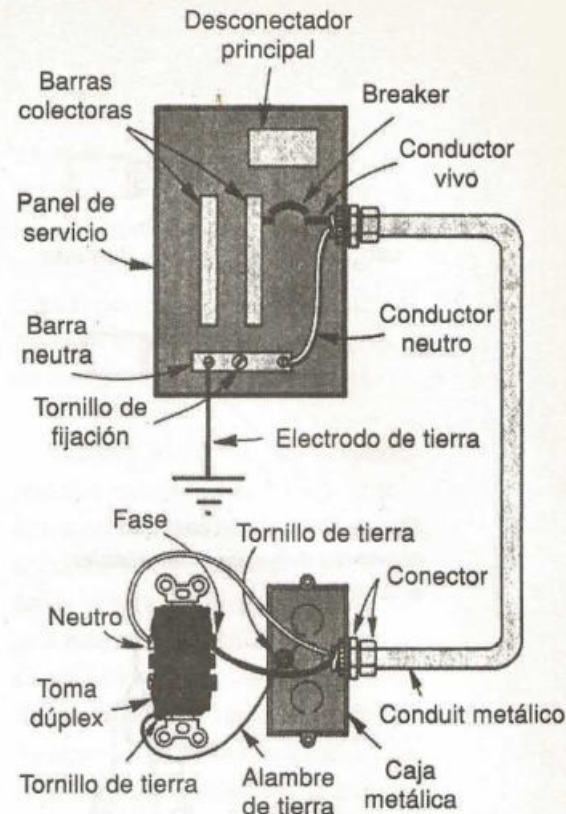 Desconectador
principal
Barras
colectoras
Breaker
Conductor
vivo
Panel de
servicio
Barra
neutra
Conductor
neutro
Tornillo de
fijación
Electrodo de tierra
Fase
Tornillo de tierra
Conector
Neutro
Toma
dúplex
Conduit metálico
Tornillo de tierra
Alambre
de tierra
Caja
metálica